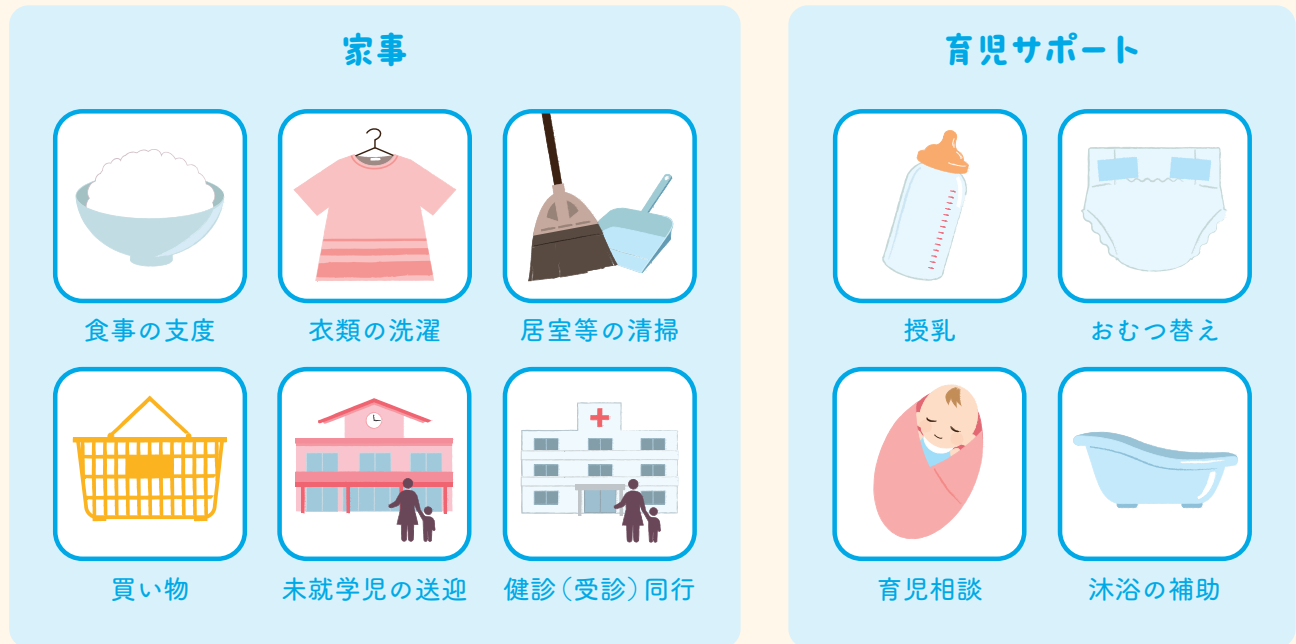 家事
食事の支度
衣類の洗濯
居室等の清掃
買い物
未就学児の送迎
健診(受診)同行
育児サポート
授乳
おむつ替え
育児相談
沐浴の補助